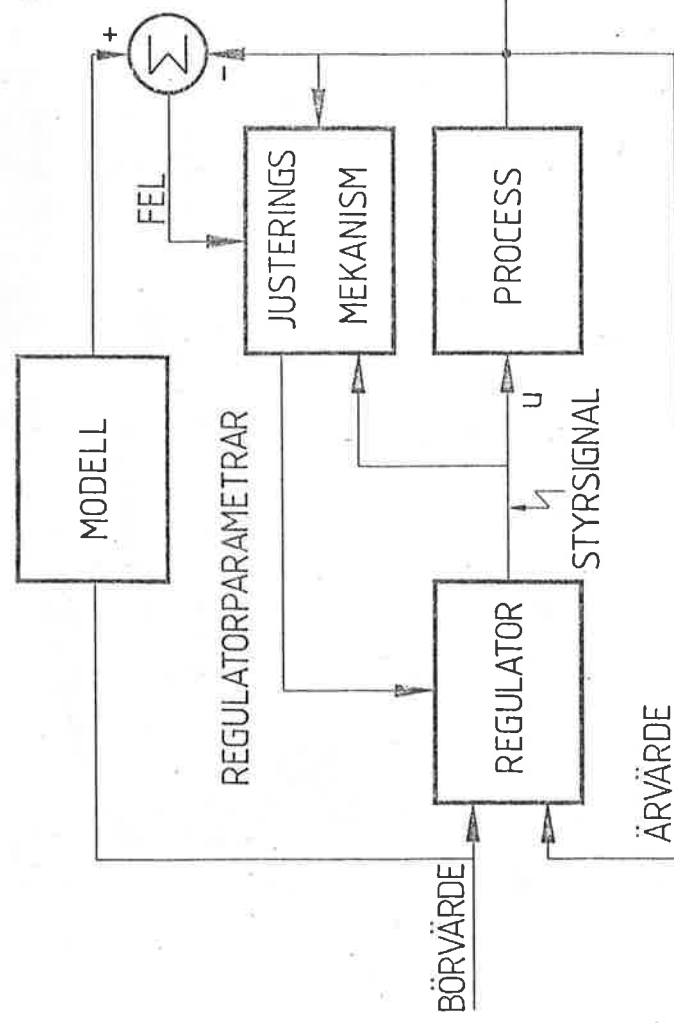 MODELL
+
Σ
-
FEL
REGULATORPARAMETRAR
JUSTERINGS
MEKANISM
BÖRVÄRDE
REGULATOR
u
STYRSIGNAL
PROCESS
ÄRVÄRDE